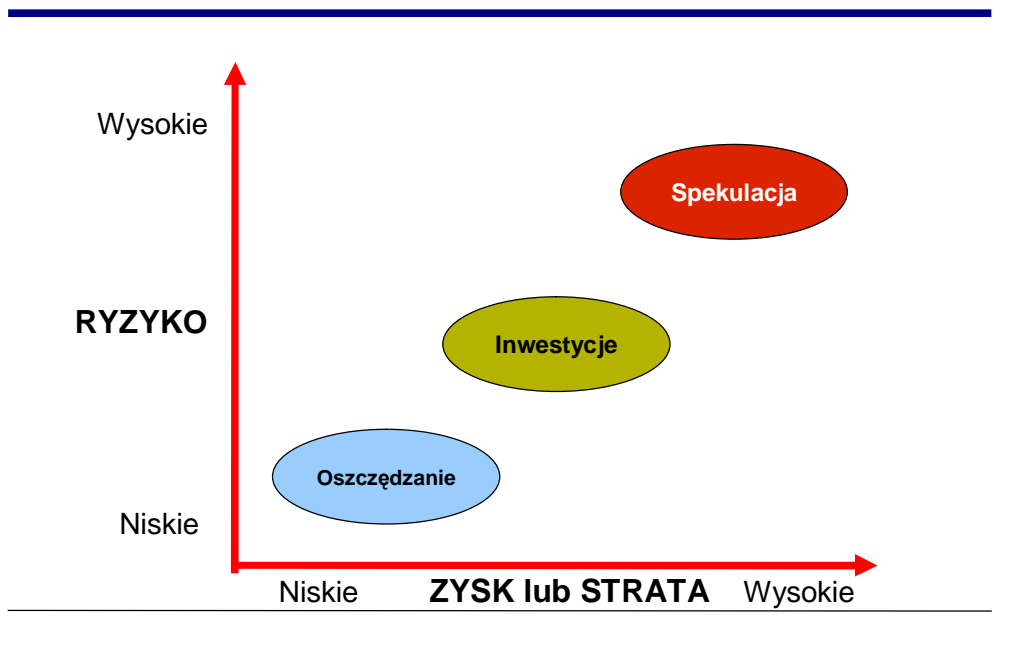 Wysokie
Spekulacja
RYZYKO
Inwestycje
Oszczędzanie
Niskie
Niskie ZYSK lub STRATA Wysokie